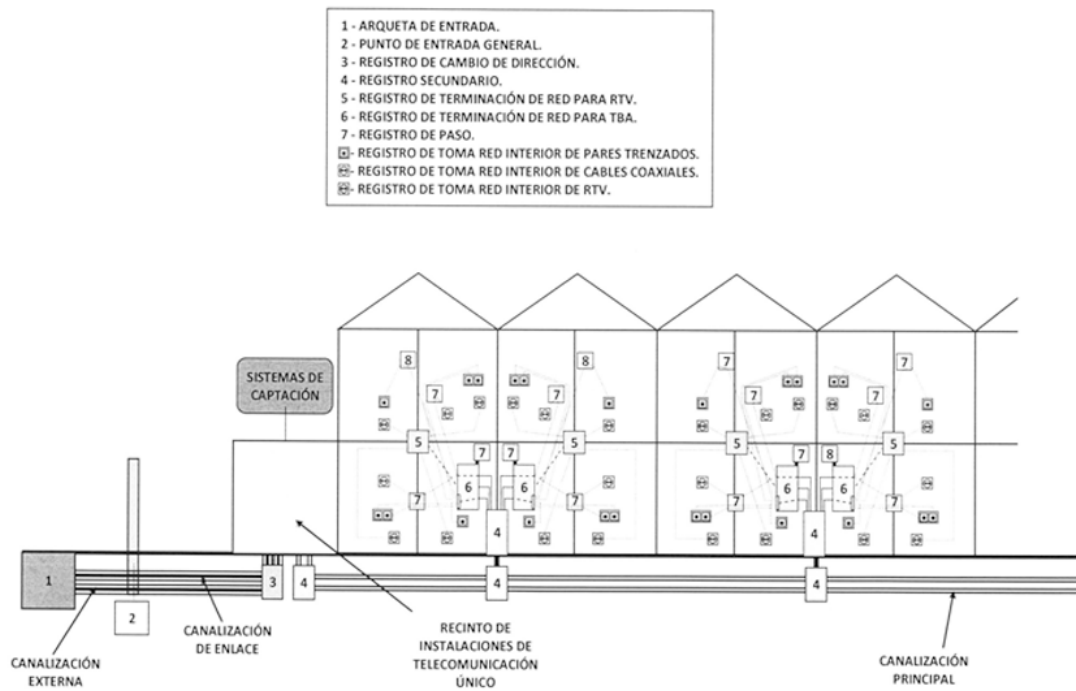 1 - ARQUETA DE ENTRADA.
2 - PUNTO DE ENTRADA GENERAL.
3 - REGISTRO DE CAMBIO DE DIRECCIÓN.
4 - REGISTRO SECUNDARIO.
5 - REGISTRO DE TERMINACIÓN DE RED PARA RTV.
6 - REGISTRO DE TERMINACIÓN DE RED PARA TBA.
7 - REGISTRO DE PASO.
- REGISTRO DE TOMA RED INTERIOR DE PARES TRENZADOS.
- REGISTRO DE TOMA RED INTERIOR DE CABLES COAXIALES.
- REGISTRO DE TOMA RED INTERIOR DE RTV.
8 8 7 7
SISTEMAS DE
CAPTACIÓN
7 7 7 7
5 5 5 5
7 7 7 8
6 6 6 6
7 7 7 7
4 4
1 3 4 4 4
2
CANALIZACIÓN
DE ENLACE
CANALIZACIÓN
EXTERNA
RECINTO DE
INSTALACIONES DE
TELECOMUNICACIÓN
ÚNICO
CANALIZACIÓN
PRINCIPAL